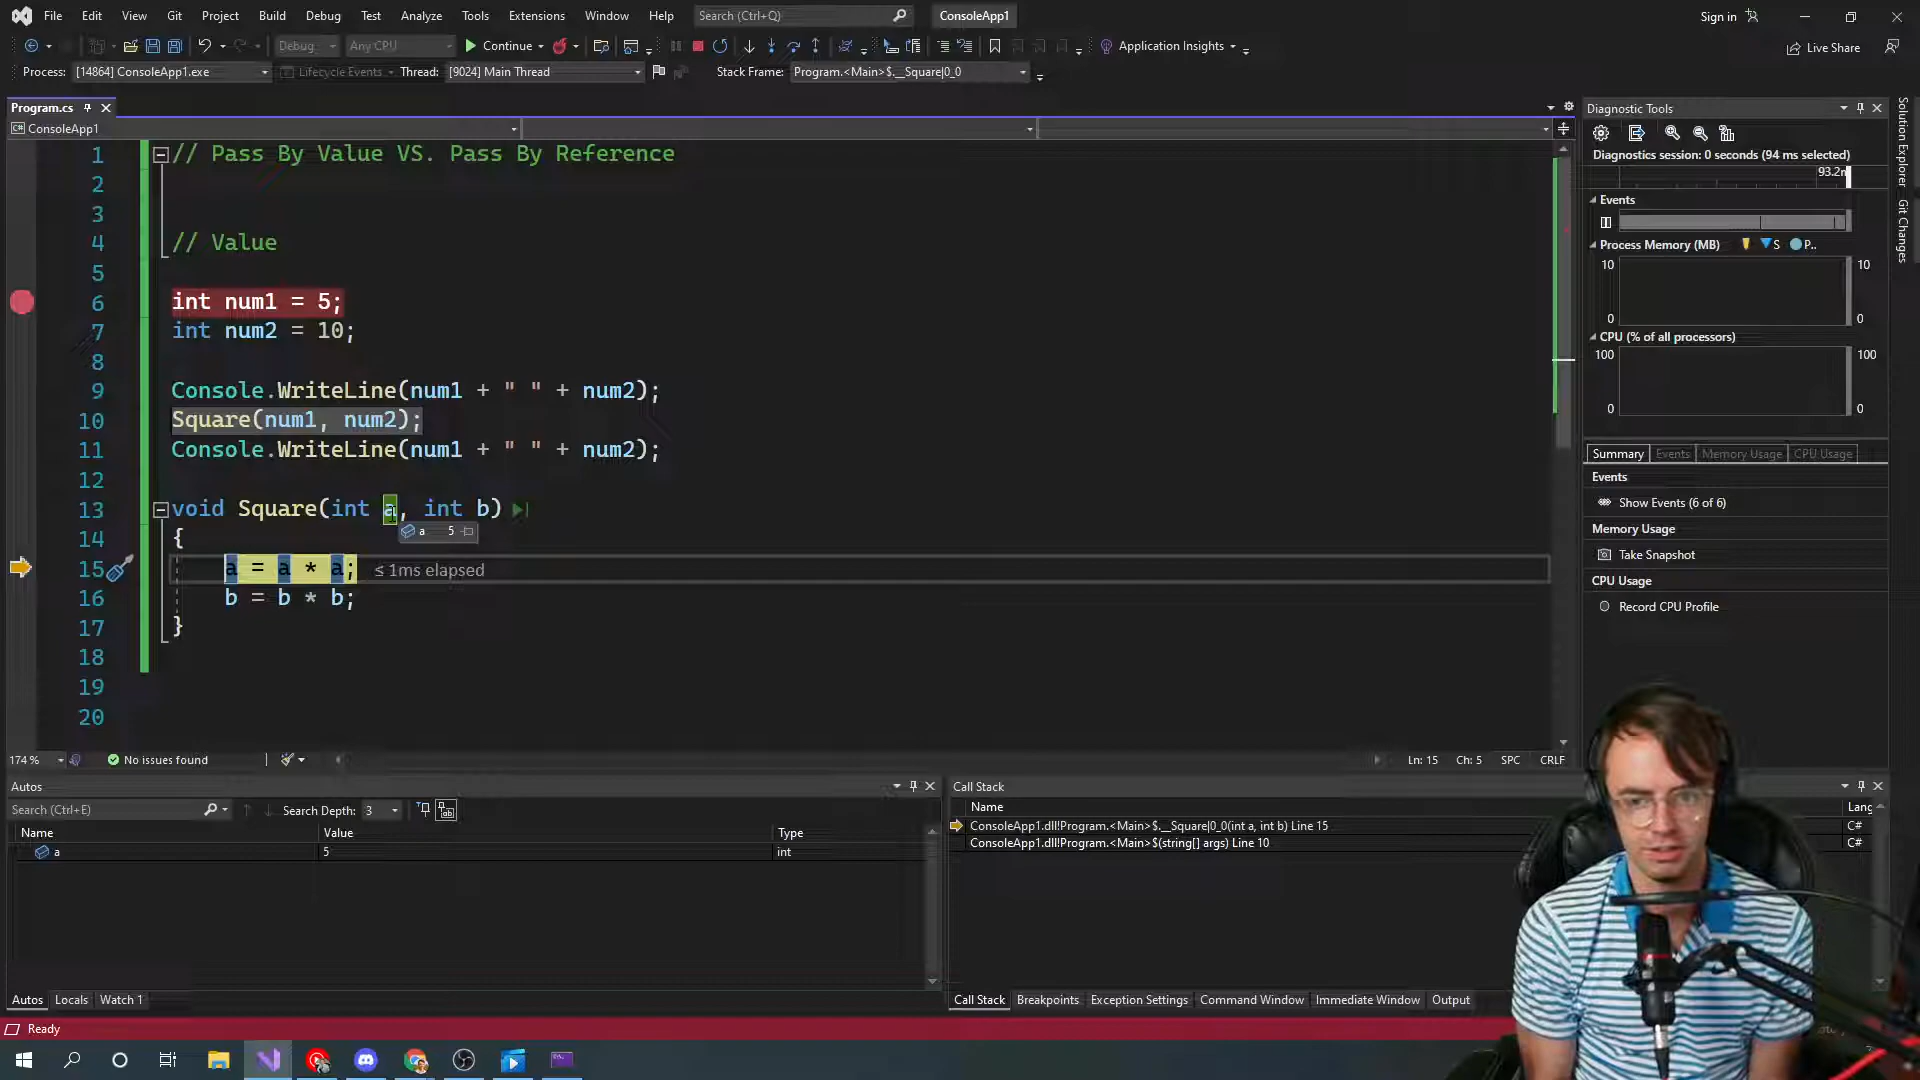 File Edit View Git Project Build Debug Test Analyze Tools Extensions Window Help Search (Ctrl+Q) ConsoleApp1 Sign in
Debug Any CPU Continue Application Insights Live Share
Process: [14864] ConsoleApp1.exe Lifecycle Events Thread: [9024] Main Thread Stack Frame: Program.<Main>$.__Square|0_0
Program.cs
ConsoleApp1
1 // Pass By Value VS. Pass By Reference
2
3
4 // Value
5
6 int num1 = 5;
7 int num2 = 10;
8
9 Console.WriteLine(num1 + " " + num2);
10 Square(num1, num2);
11 Console.WriteLine(num1 + " " + num2);
12
13 void Square(int a, int b)
14 {
a 5
15 a = a * a; ≤ 1ms elapsed
16 b = b * b;
17 }
18
19
20
174 % No issues found Ln: 15 Ch: 5 SPC CRLF
Diagnostic Tools
Diagnostics session: 0 seconds (94 ms selected)
Events
Process Memory (MB) S P..
10 10
0 0
CPU (% of all processors)
100 100
0 0
Summary Events Memory Usage CPU Usage
Events
Show Events (6 of 6)
Memory Usage
Take Snapshot
CPU Usage
Record CPU Profile
Solution Explorer
Git Changes
Autos
Search (Ctrl+E) Search Depth: 3
Name Value Type
a 5 int
Autos Locals Watch 1
Call Stack
Name Lang
ConsoleApp1.dll!Program.<Main>$.__Square|0_0(int a, int b) Line 15 C#
ConsoleApp1.dll!Program.<Main>$(string[] args) Line 10 C#
Call Stack Breakpoints Exception Settings Command Window Immediate Window Output
Ready